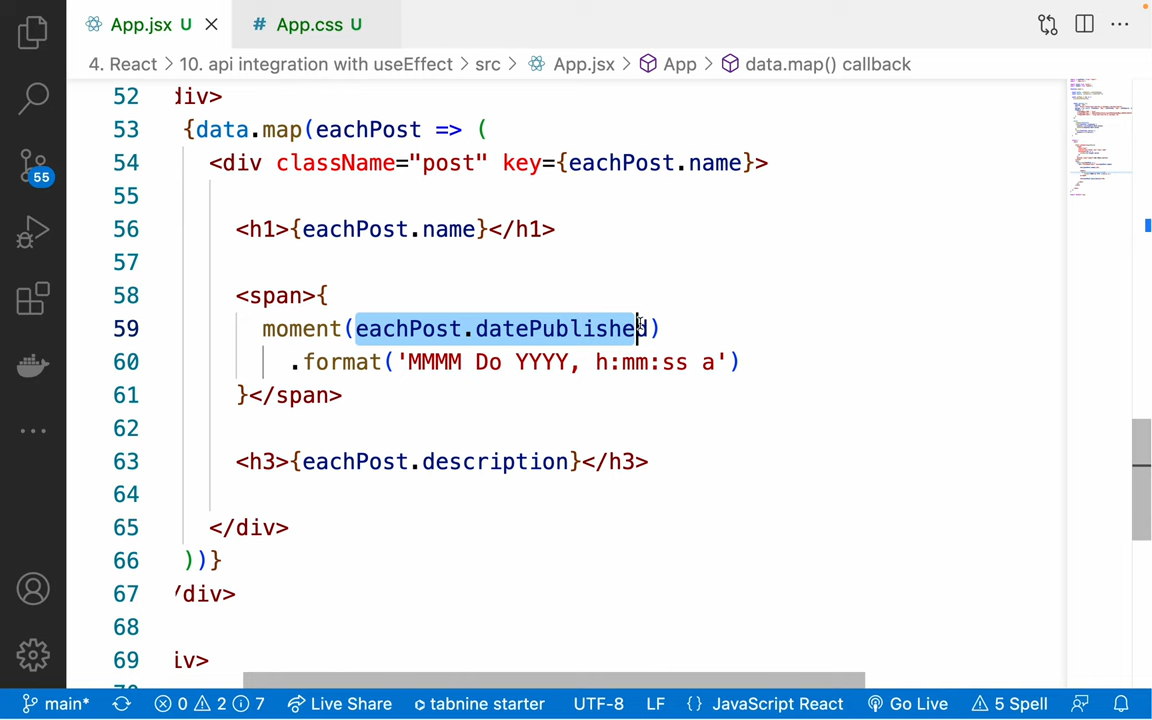 App.jsx U
# App.css U
4. React > 10. api integration with useEffect > src > App.jsx > App > data.map() callback
52 div>
53 {data.map(eachPost => (
54 <div className="post" key={eachPost.name}>
55
56 <h1>{eachPost.name}</h1>
57
58 <span>{
59 moment(eachPost.datePublished)
60 .format('MMMM Do YYYY, h:mm:ss a')
61 }</span>
62
63 <h3>{eachPost.description}</h3>
64
65 </div>
66 ))}
67 /div>
68
69 iv>
55
main* 0 2 7 Live Share tabnine starter UTF-8 LF {} JavaScript React Go Live 5 Spell